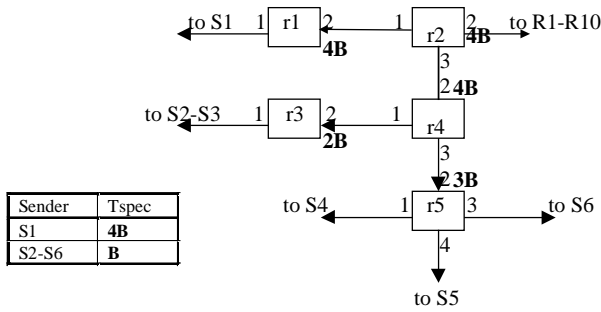 to S1 1 r1 2 1 r2 2 to R1-R10
4B 4B
3
2 4B
to S2-S3 1 r3 2 1 r4
2B
3
2 3B
to S4 1 r5 3 to S6
4
to S5
Sender Tspec
S1 4B
S2-S6 B